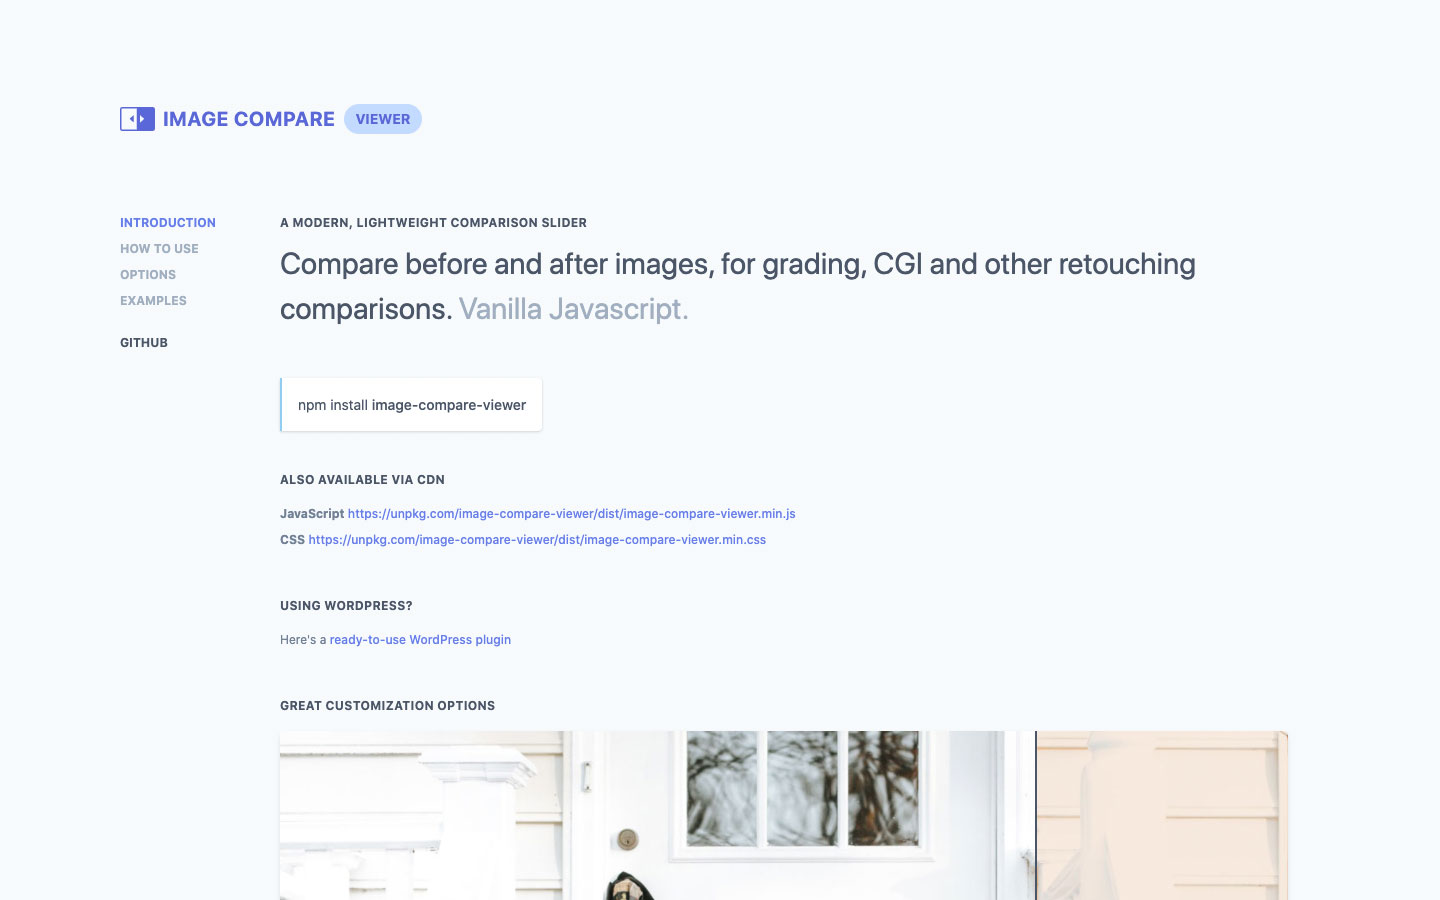 IMAGE COMPARE VIEWER
INTRODUCTION
HOW TO USE
OPTIONS
EXAMPLES
GITHUB
A MODERN, LIGHTWEIGHT COMPARISON SLIDER
Compare before and after images, for grading, CGI and other retouching
comparisons. Vanilla Javascript.
npm install image-compare-viewer
ALSO AVAILABLE VIA CDN
JavaScript https://unpkg.com/image-compare-viewer/dist/image-compare-viewer.min.js
CSS https://unpkg.com/image-compare-viewer/dist/image-compare-viewer.min.css
USING WORDPRESS?
Here's a ready-to-use WordPress plugin
GREAT CUSTOMIZATION OPTIONS